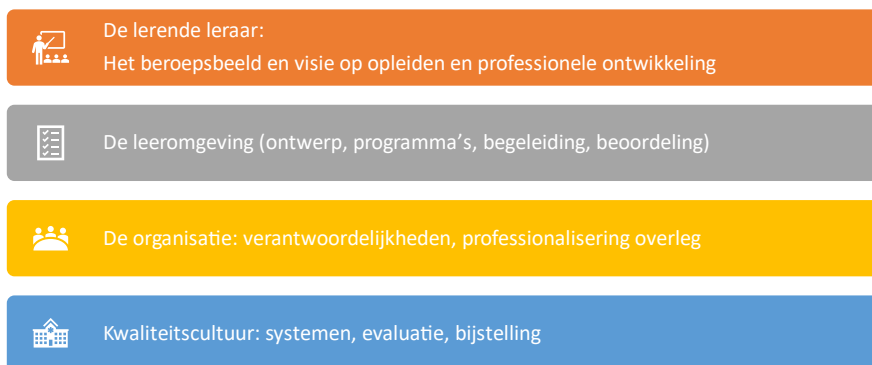 De lerende leraar:
Het beroepsbeeld en visie op opleiden en professionele ontwikkeling
De leeromgeving (ontwerp, programma’s, begeleiding, beoordeling)
De organisatie: verantwoordelijkheden, professionalisering overleg
Kwaliteitscultuur: systemen, evaluatie, bijstelling